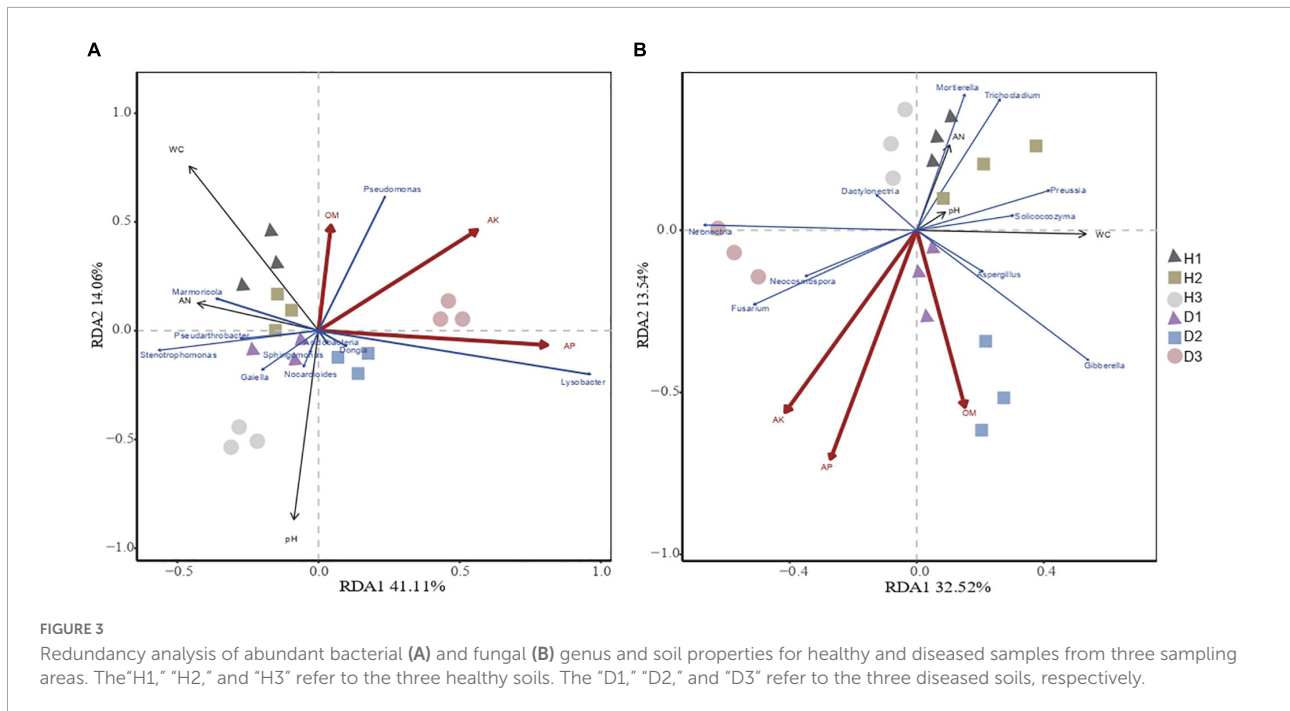 A
B
1.0
0.5
0.0
−0.5
−1.0
RDA2 14.06%
WC
Pseudomonas
OM
AK
Marmoricola
AN
Pseudarthrobacter
Stenotrophomonas
Sphingomonas
Dongia
AP
Gaiella
Nocardioides
Lysobacter
pH
−0.5
0.0
0.5
1.0
RDA1 41.11%
0.0
−0.5
−1.0
RDA2 13.54%
Mortierella
Trichocladium
AN
Dactylonectria
Preussia
pH
Solicoccozyma
Neonectria
WC
Neocosmospora
Aspergillus
Fusarium
Gibberella
AK
OM
AP
−0.4
0.0
0.4
RDA1 32.52%
H1
H2
H3
D1
D2
D3
FIGURE 3
Redundancy analysis of abundant bacterial (A) and fungal (B) genus and soil properties for healthy and diseased samples from three sampling
areas. The“H1,” “H2,” and “H3” refer to the three healthy soils. The “D1,” “D2,” and “D3” refer to the three diseased soils, respectively.